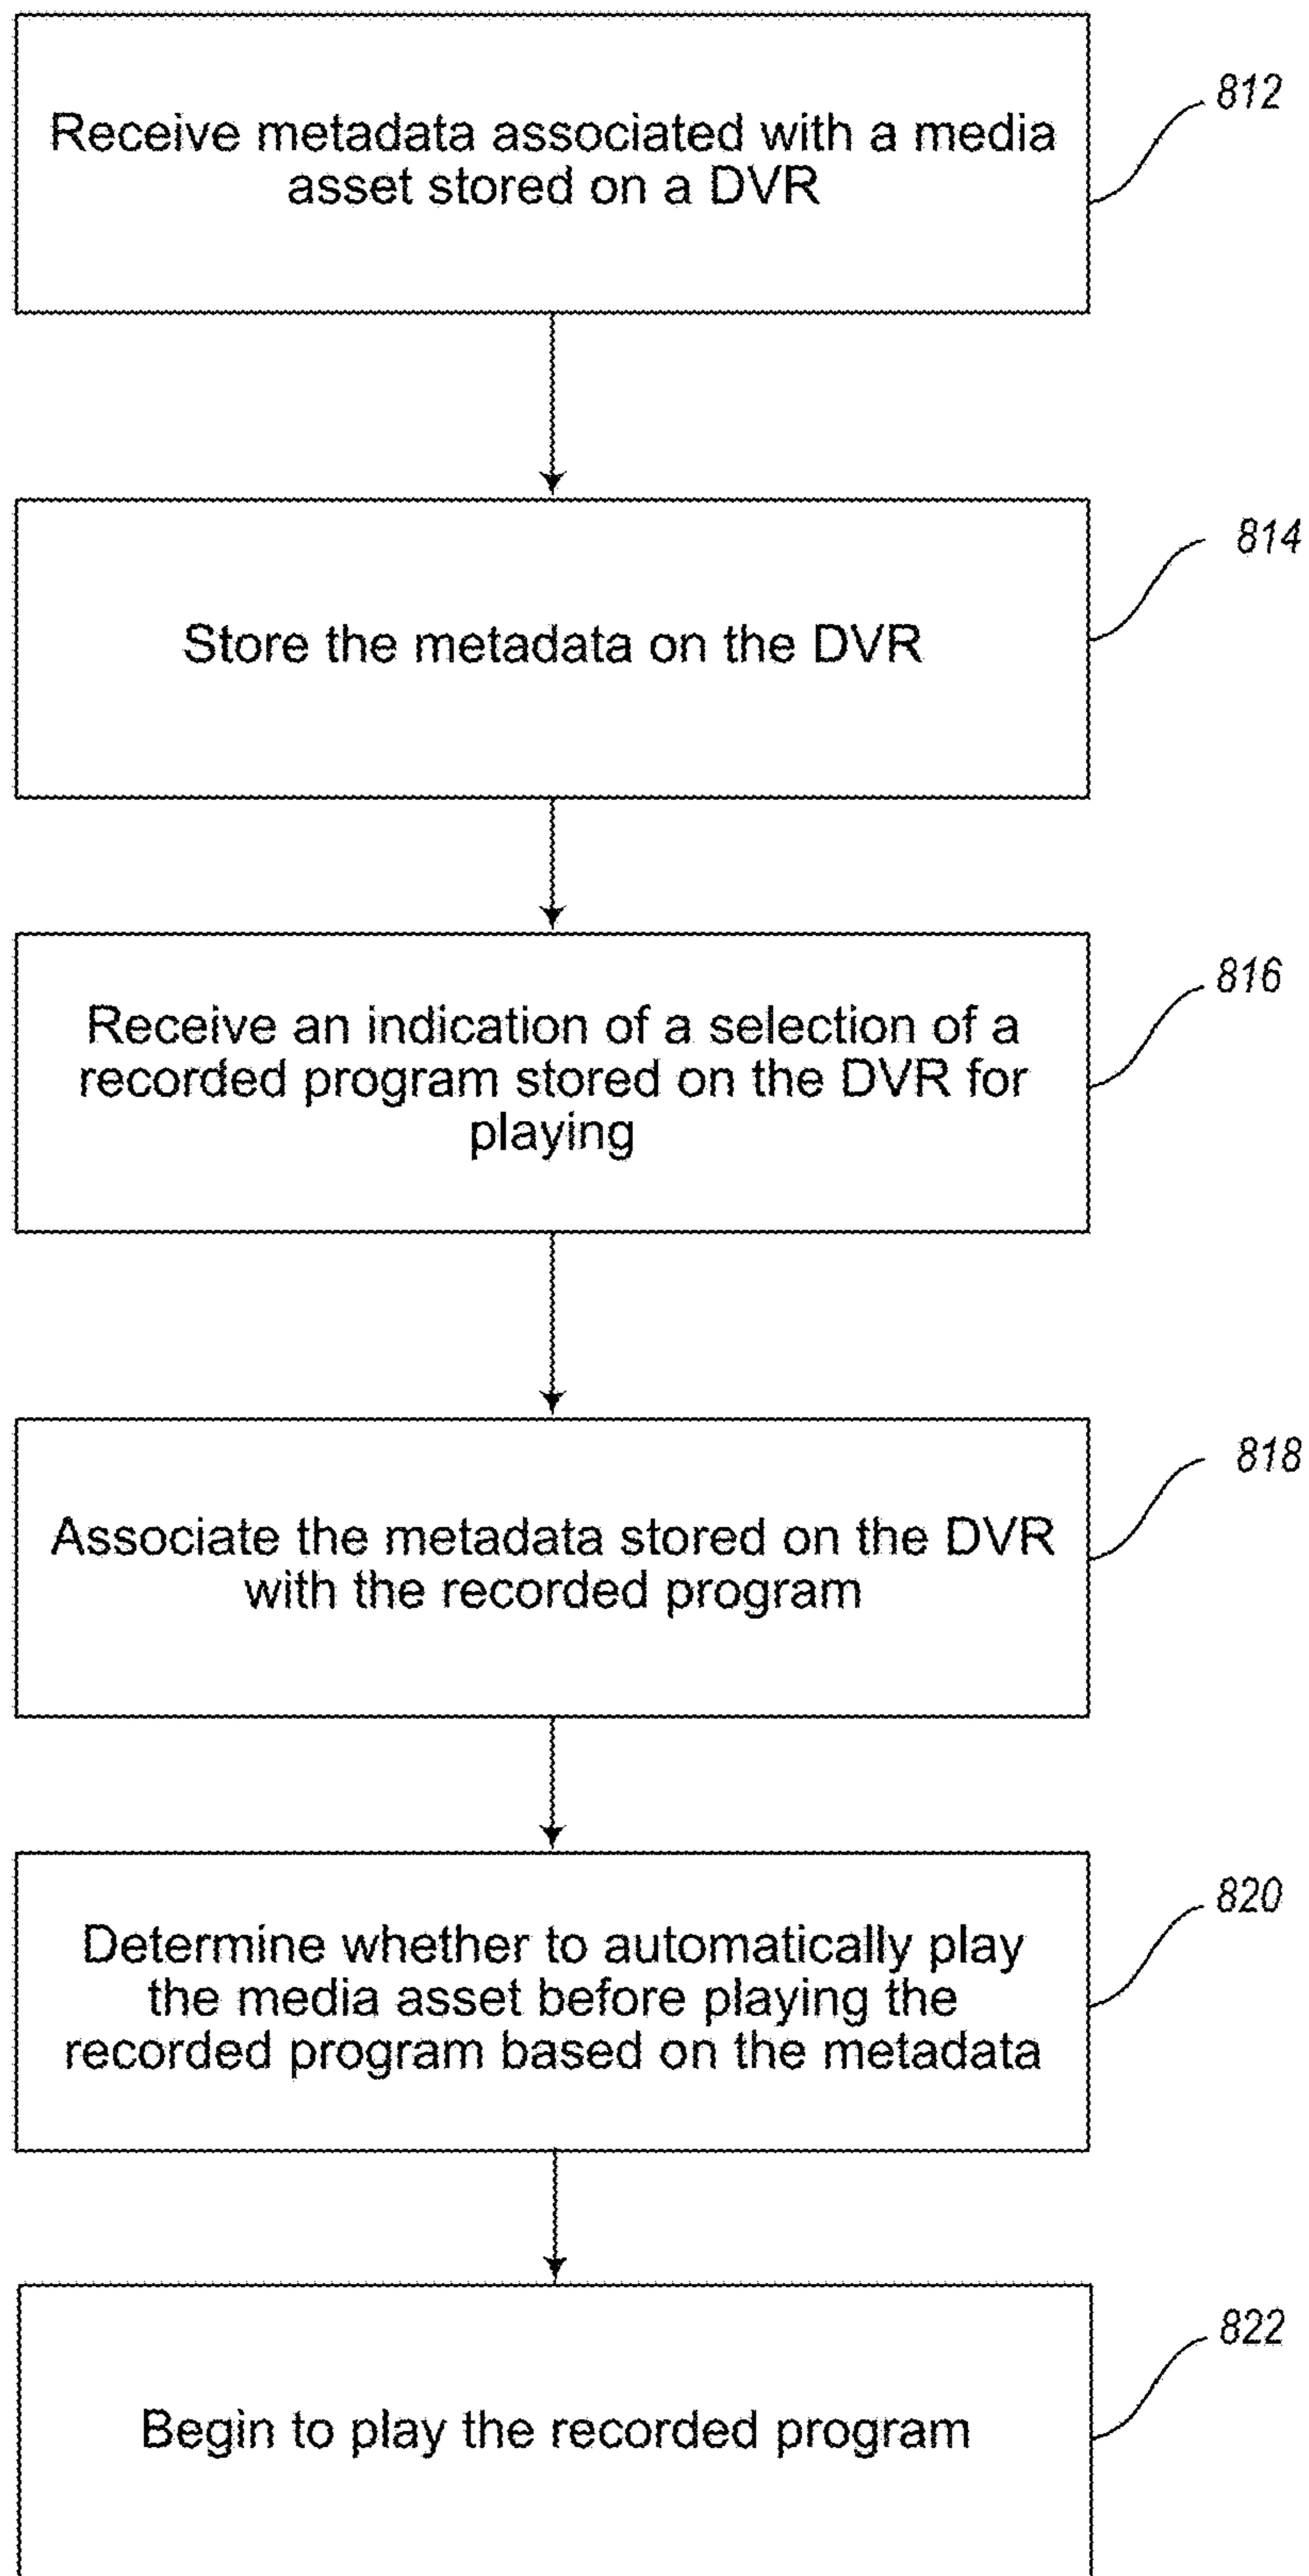 Receive metadata associated with a media
asset stored on a DVR
812
Store the metadata on the DVR
814
Receive an indication of a selection of a
recorded program stored on the DVR for
playing
816
Associate the metadata stored on the DVR
with the recorded program
818
Determine whether to automatically play
the media asset before playing the
recorded program based on the metadata
820
Begin to play the recorded program
822